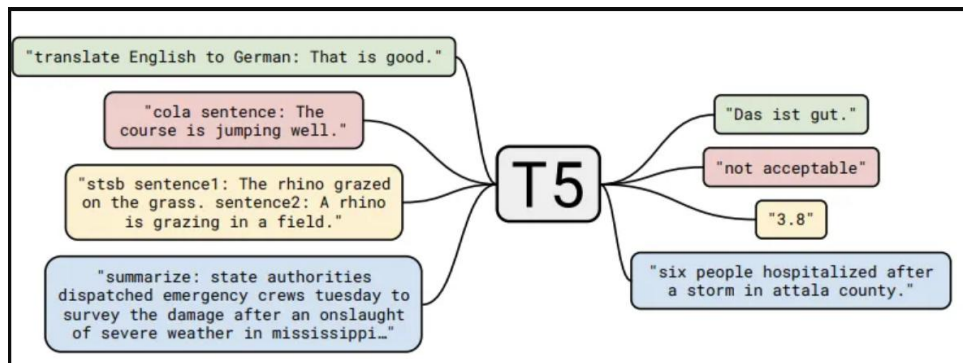 "translate English to German: That is good."
"cola sentence: The
course is jumping well."
"stsb sentence1: The rhino grazed
on the grass. sentence2: A rhino
is grazing in a field."
"summarize: state authorities
dispatched emergency crews tuesday to
survey the damage after an onslaught
of severe weather in mississippi…"
T5
"Das ist gut."
"not acceptable"
"3.8"
"six people hospitalized after
a storm in attala county."